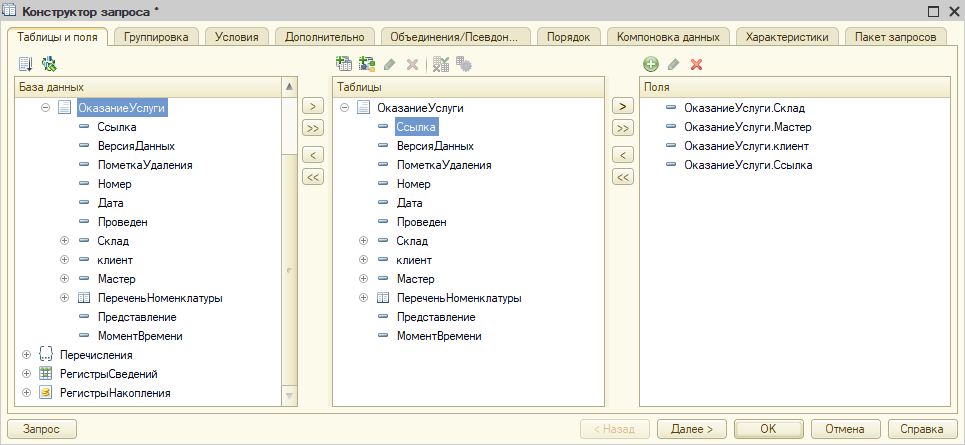 Конструктор запроса *
Таблицы и поля
Группировка
Условия
Дополнительно
Объединения/Псевдон...
Порядок
Компоновка данных
Характеристики
Пакет запросов
База данных
ОказаниеУслуги
Ссылка
ВерсияДанных
ПометкаУдаления
Номер
Дата
Проведен
Склад
клиент
Мастер
ПереченьНоменклатуры
Представление
МоментВремени
Перечисления
РегистрыСведений
РегистрыНакопления
>
>>
<
<<
Таблицы
ОказаниеУслуги
Ссылка
ВерсияДанных
ПометкаУдаления
Номер
Дата
Проведен
Склад
клиент
Мастер
ПереченьНоменклатуры
Представление
МоментВремени
>
>>
<
<<
Поля
ОказаниеУслуги.Склад
ОказаниеУслуги.Мастер
ОказаниеУслуги.клиент
ОказаниеУслуги.Ссылка
Запрос
< Назад
Далее >
OK
Отмена
Справка